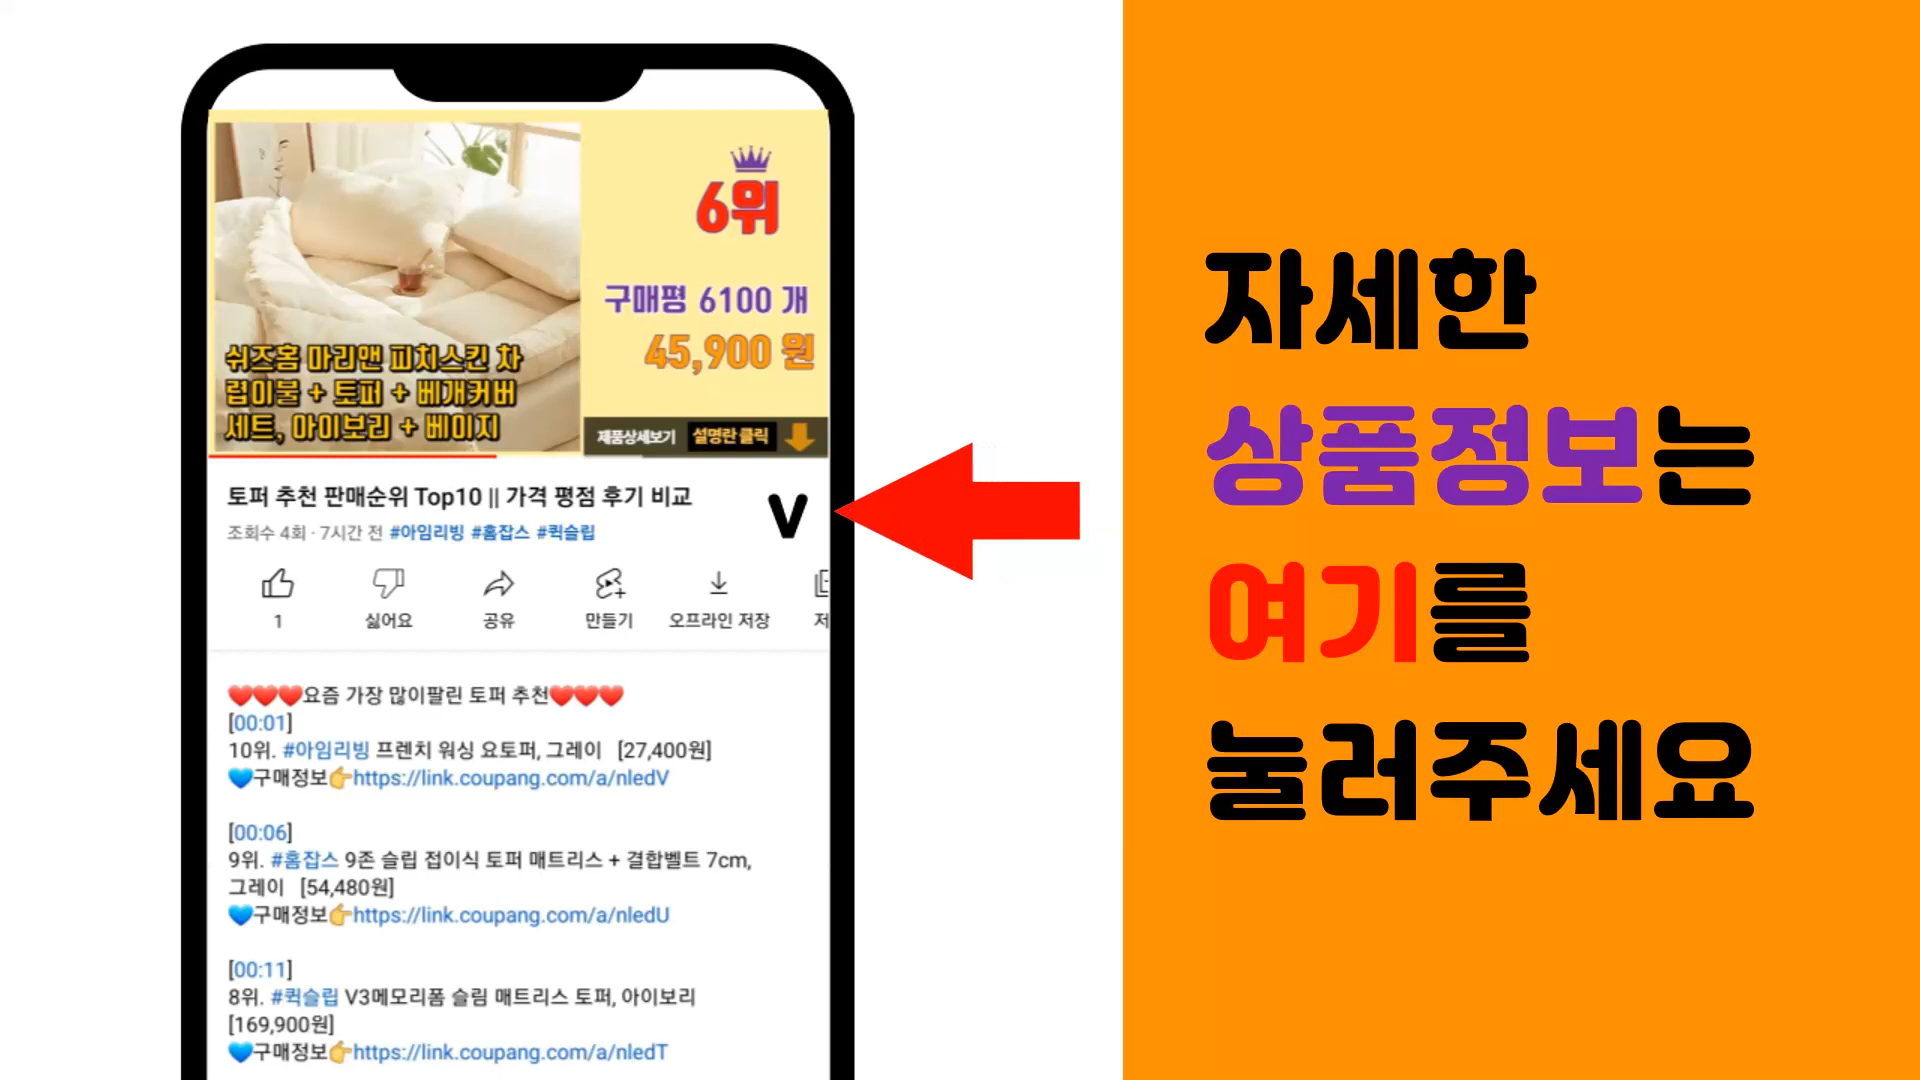 6위
구매평 6100 개
45,900 원
쉬즈홈 마리앤 피치스킨 차
렵이불 + 토퍼 + 베개커버
세트, 아이보리 + 베이지
제품상세보기 설명란 클릭
토퍼 추천 판매순위 Top10 || 가격 평점 후기 비교
조회수 4회 · 7시간 전 #아임리빙 #홈잡스 #퀵슬립
V
1 싫어요 공유 만들기 오프라인 저장 저
❤️❤️❤️요즘 가장 많이팔린 토퍼 추천❤️❤️❤️
[00:01]
10위. #아임리빙 프렌치 워싱 요토퍼, 그레이 [27,400원]
💙구매정보👉https://link.coupang.com/a/nledV
[00:06]
9위. #홈잡스 9존 슬립 접이식 토퍼 매트리스 + 결합벨트 7cm,
그레이 [54,480원]
💙구매정보👉https://link.coupang.com/a/nledU
[00:11]
8위. #퀵슬립 V3메모리폼 슬림 매트리스 토퍼, 아이보리
[169,900원]
💙구매정보👉https://link.coupang.com/a/nledT
자세한
상품정보는
여기를
눌러주세요